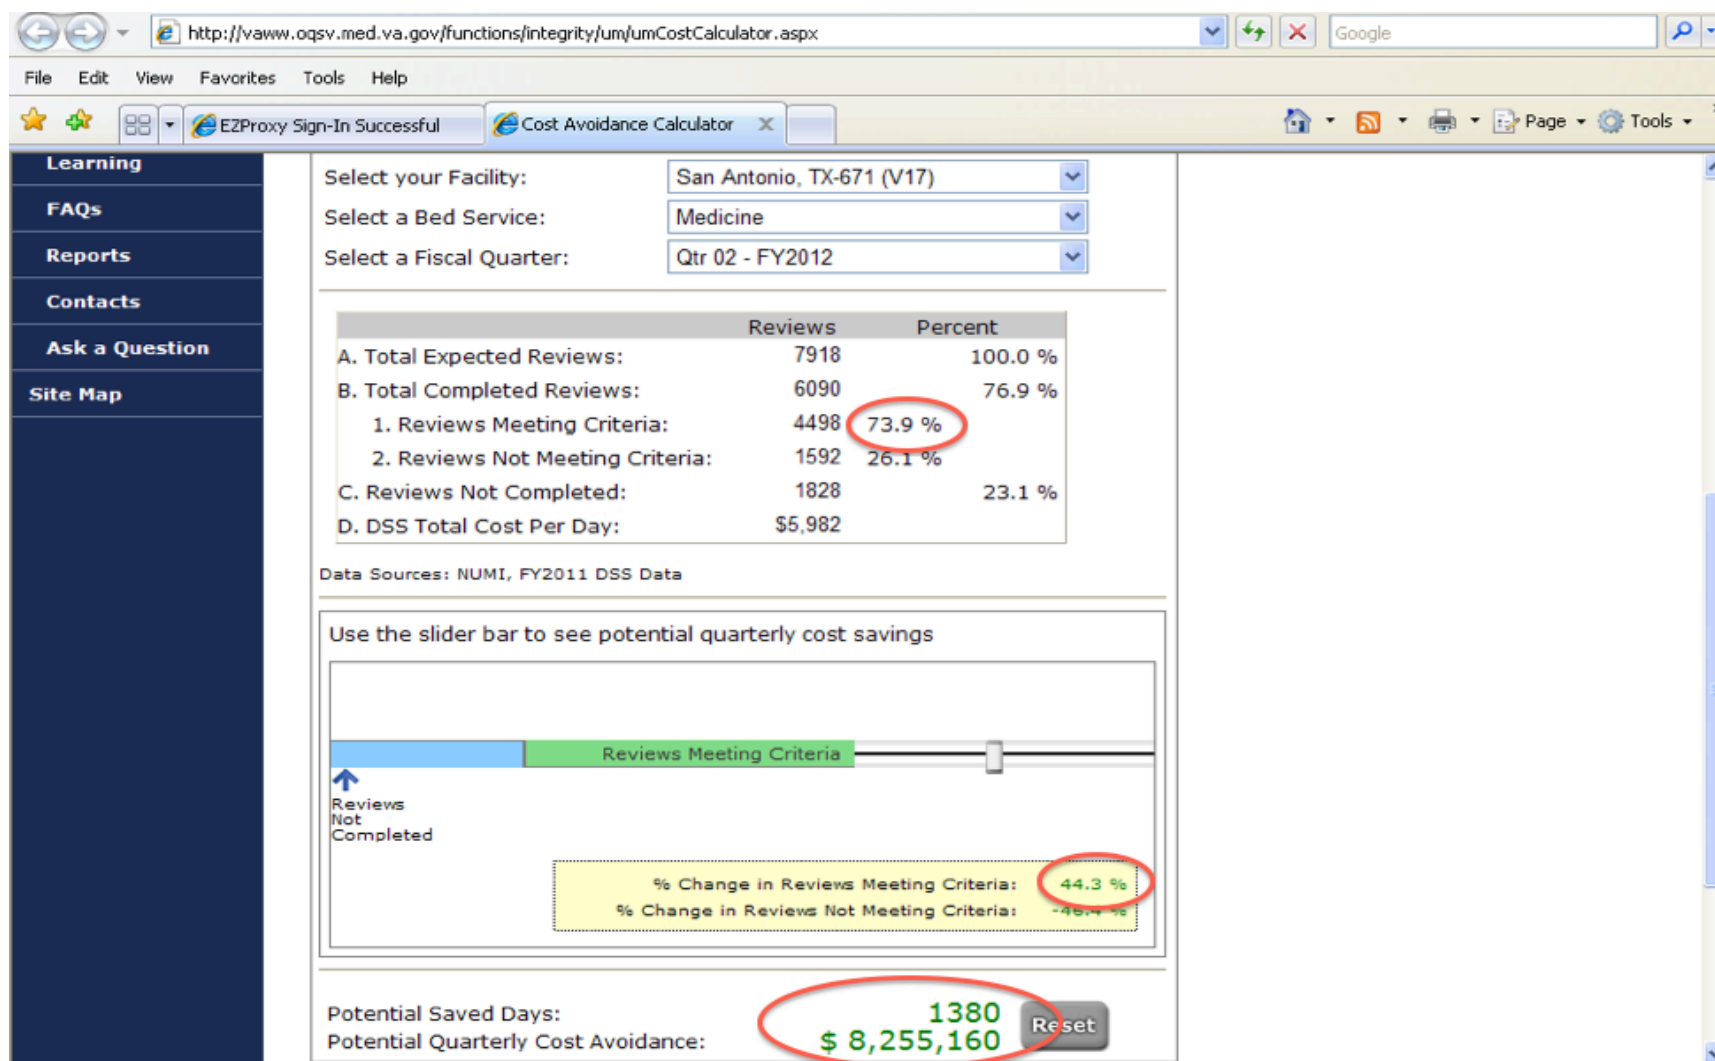 http://vaww.oqsv.med.va.gov/functions/integrity/um/umCostCalculator.aspx
Google
File Edit View Favorites Tools Help
EZProxy Sign-In Successful
Cost Avoidance Calculator
Page
Tools
Learning
FAQs
Reports
Contacts
Ask a Question
Site Map
Select your Facility: San Antonio, TX-671 (V17)
Select a Bed Service: Medicine
Select a Fiscal Quarter: Qtr 02 - FY2012
Reviews Percent
A. Total Expected Reviews: 7918 100.0 %
B. Total Completed Reviews: 6090 76.9 %
1. Reviews Meeting Criteria: 4498 73.9 %
2. Reviews Not Meeting Criteria: 1592 26.1 %
C. Reviews Not Completed: 1828 23.1 %
D. DSS Total Cost Per Day: $5,982
Data Sources: NUMI, FY2011 DSS Data
Use the slider bar to see potential quarterly cost savings
Reviews Meeting Criteria
Reviews
Not
Completed
% Change in Reviews Meeting Criteria: 44.3 %
% Change in Reviews Not Meeting Criteria: -46.4 %
Potential Saved Days: 1380
Potential Quarterly Cost Avoidance: $ 8,255,160
Reset